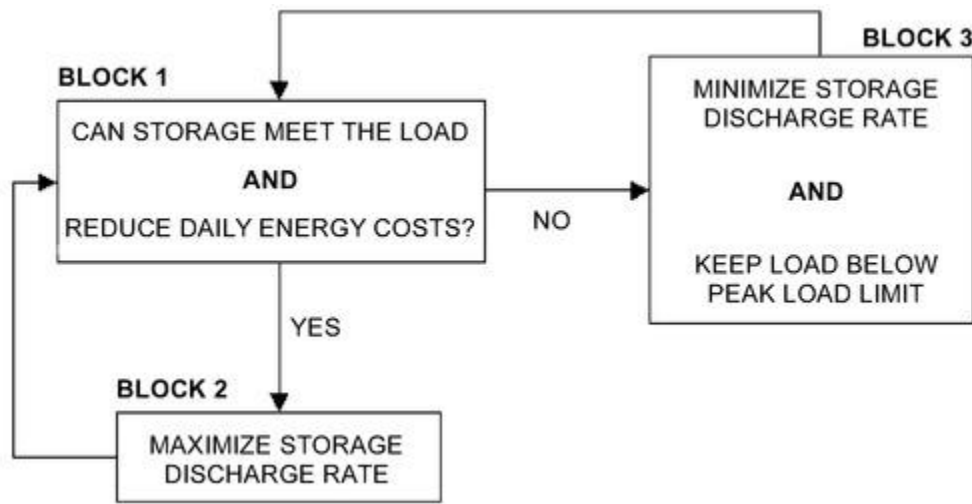 BLOCK 1
CAN STORAGE MEET THE LOAD
AND
REDUCE DAILY ENERGY COSTS?
NO
BLOCK 3
MINIMIZE STORAGE
DISCHARGE RATE
AND
KEEP LOAD BELOW
PEAK LOAD LIMIT
YES
BLOCK 2
MAXIMIZE STORAGE
DISCHARGE RATE